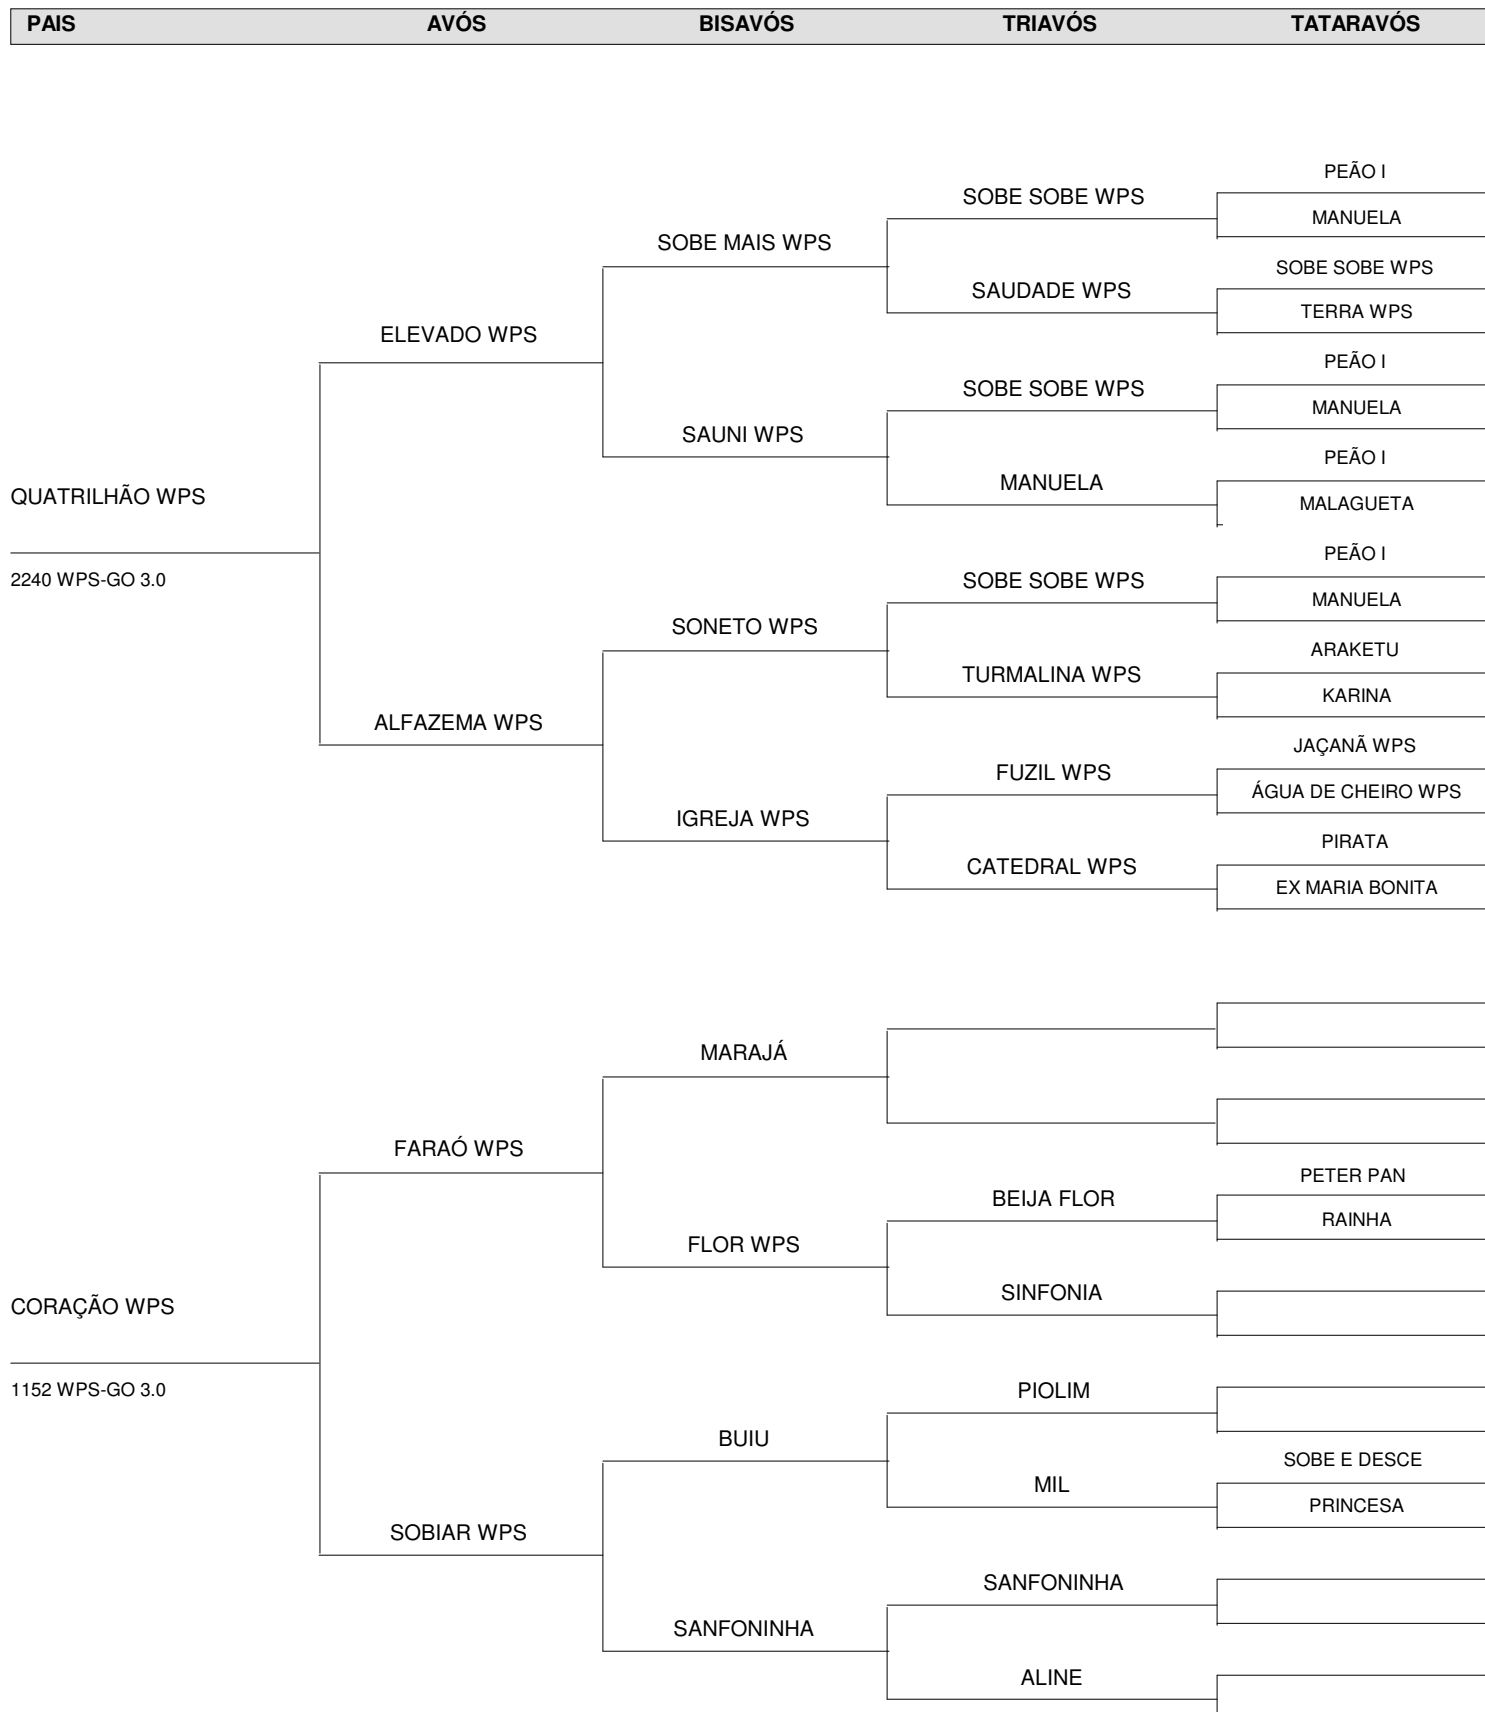 PAIS AVÓS BISAVÓS TRIAVÓS TATARAVÓS
PEÃO I
SOBE SOBE WPS
MANUELA
SOBE MAIS WPS
SOBE SOBE WPS
SAUDADE WPS
TERRA WPS
ELEVADO WPS
PEÃO I
SOBE SOBE WPS
MANUELA
SAUNI WPS
PEÃO I
MANUELA
QUATRILHÃO WPS
MALAGUETA
PEÃO I
2240 WPS-GO 3.0
SOBE SOBE WPS
MANUELA
SONETO WPS
ARAKETU
TURMALINA WPS
KARINA
ALFAZEMA WPS
JAÇANÃ WPS
FUZIL WPS
ÁGUA DE CHEIRO WPS
IGREJA WPS
PIRATA
CATEDRAL WPS
EX MARIA BONITA
MARAJÁ
FARAÓ WPS
PETER PAN
BEIJA FLOR
RAINHA
FLOR WPS
SINFONIA
CORAÇÃO WPS
1152 WPS-GO 3.0
PIOLIM
BUIU
SOBE E DESCE
MIL
PRINCESA
SOBIAR WPS
SANFONINHA
SANFONINHA
ALINE